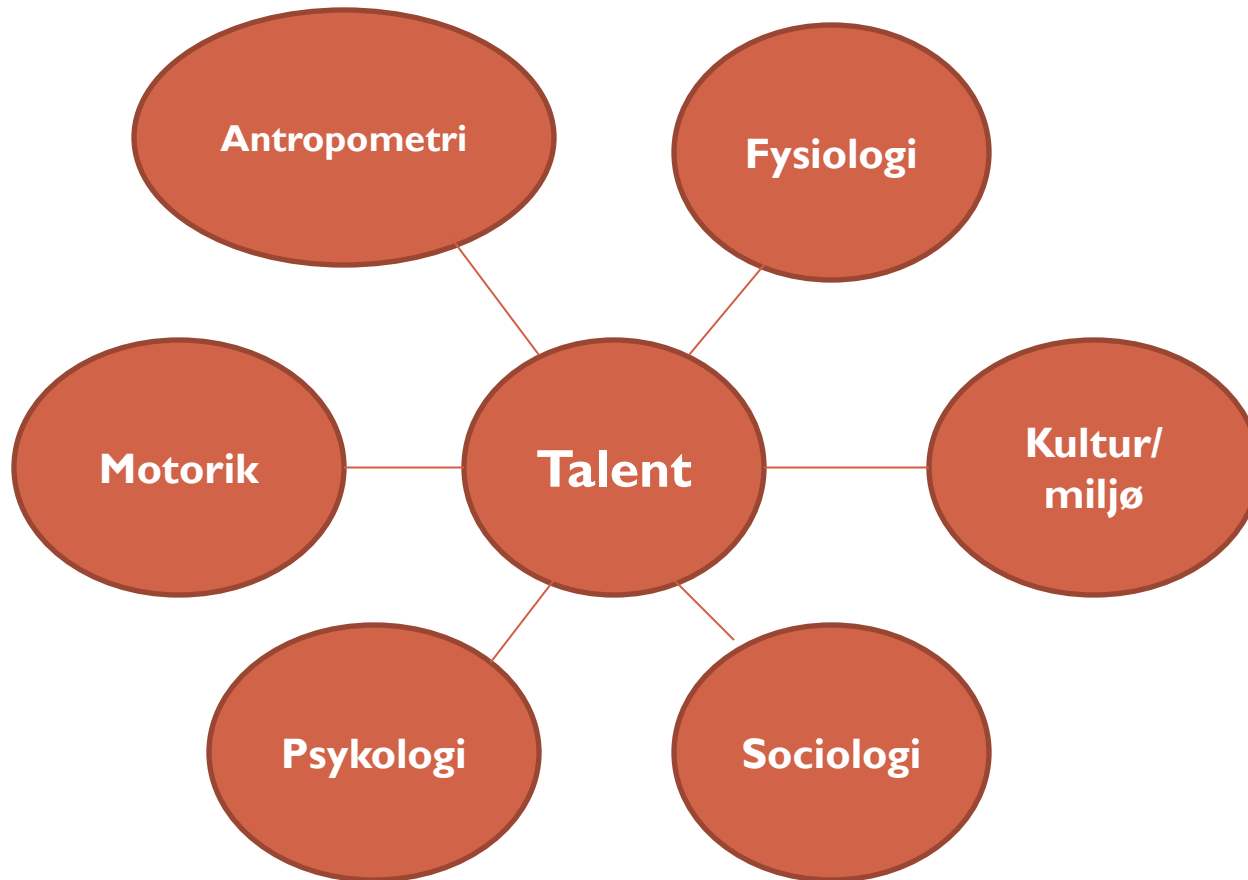 Antropometri
Fysiologi
Motorik
Talent
Kultur/
miljø
Psykologi
Sociologi